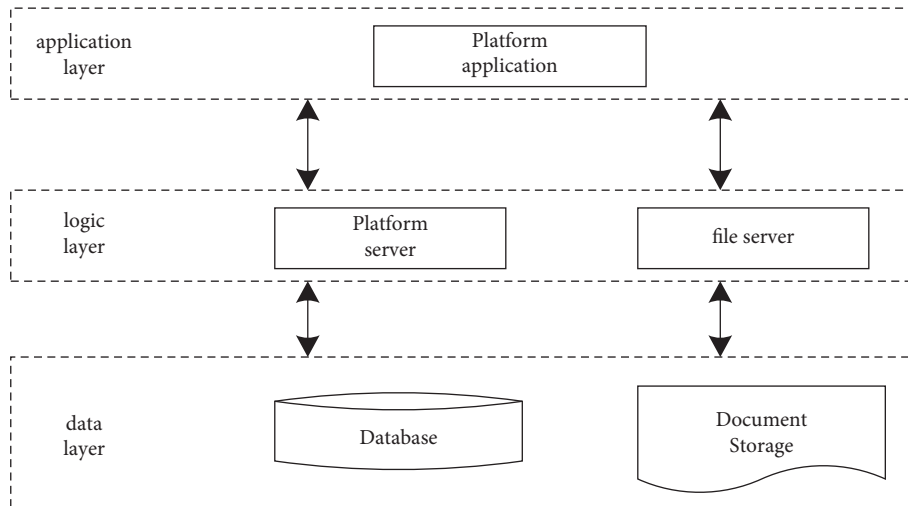 application
layer
Platform
application
logic
layer
Platform
server
file server
data
layer
Database
Document
Storage